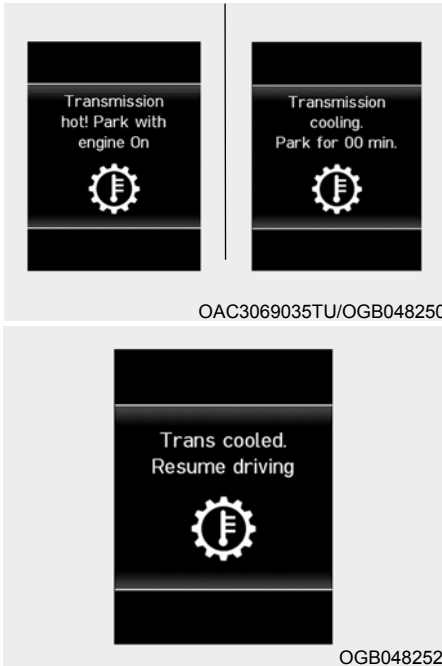 Transmission
hot! Park with
engine On
Transmission
cooling.
Park for 00 min.
OAC3069035TU/OGB048250
Trans cooled.
Resume driving
OGB048252